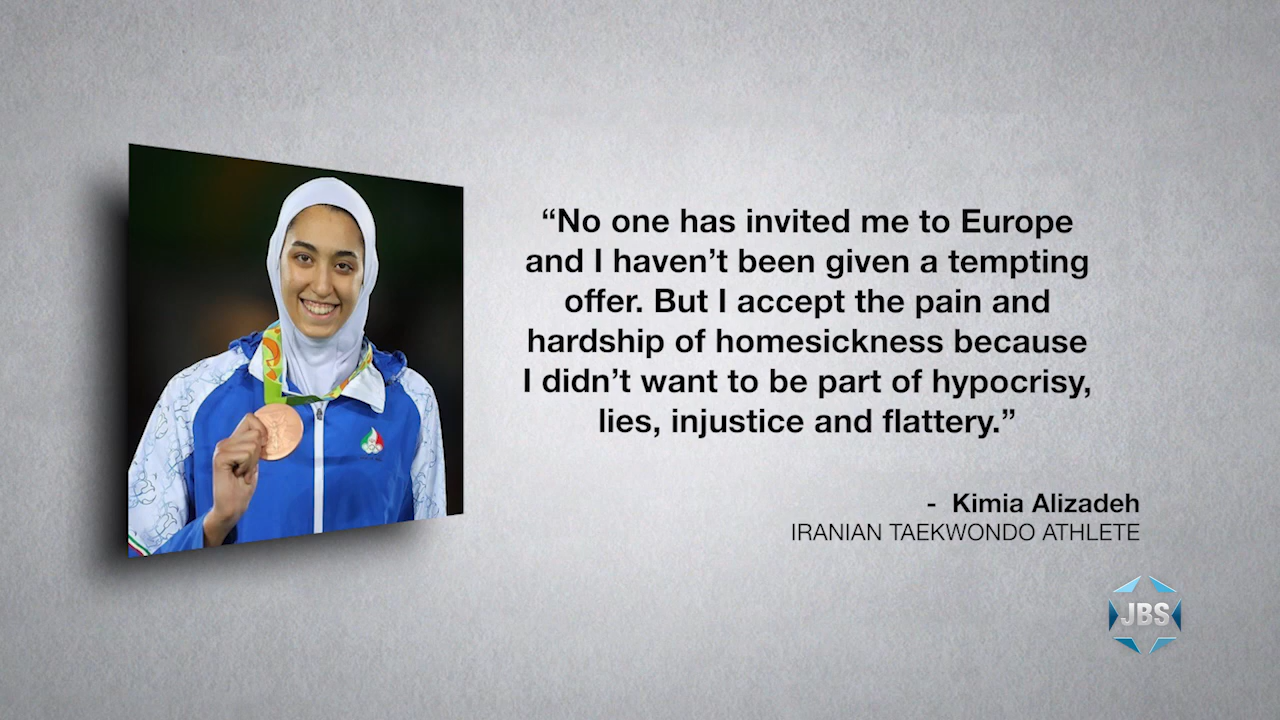 “No one has invited me to Europe
and I haven’t been given a tempting
offer. But I accept the pain and
hardship of homesickness because
I didn’t want to be part of hypocrisy,
lies, injustice and flattery.”
- Kimia Alizadeh
IRANIAN TAEKWONDO ATHLETE
JBS